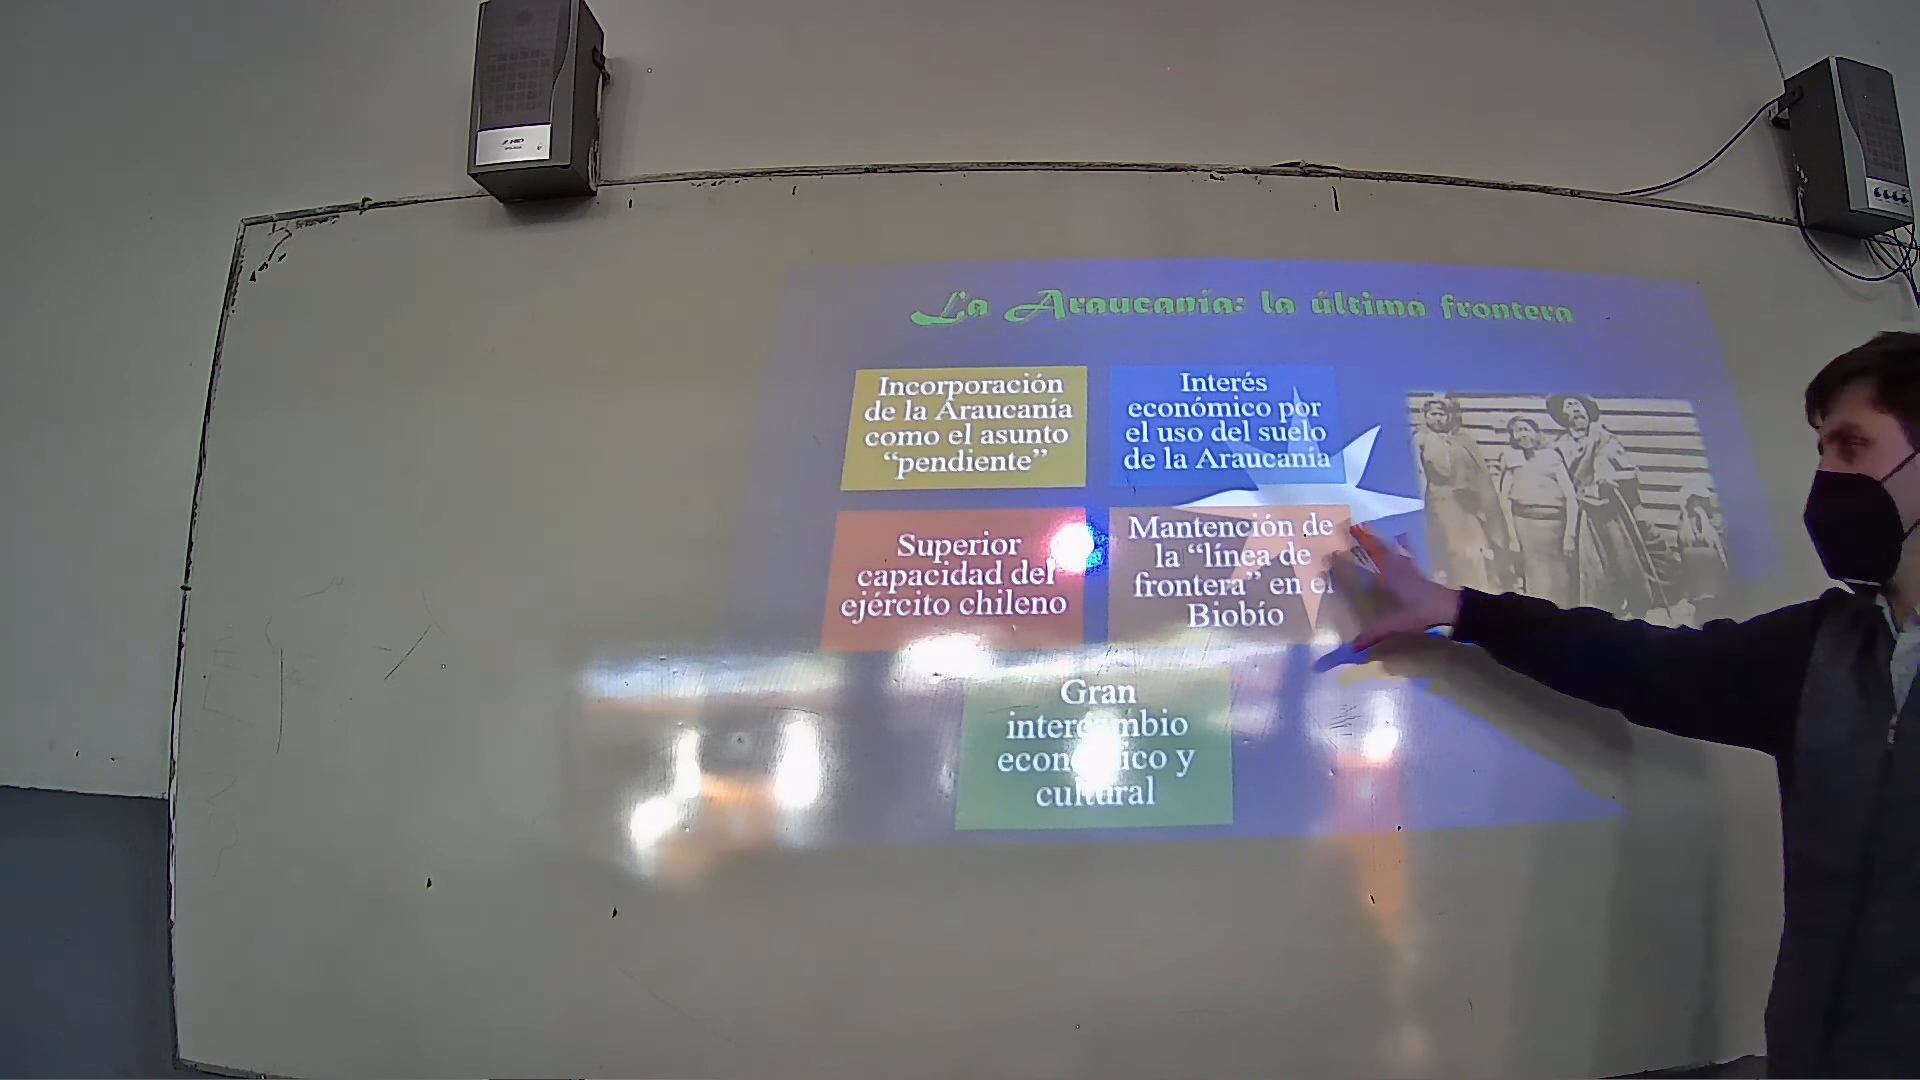 La Araucanía: la última frontera
Incorporación
de la Araucanía
como el asunto
“pendiente”
Interés
económico por
el uso del suelo
de la Araucanía
Superior
capacidad del
ejército chileno
Mantención de
la “línea de
frontera” en el
Biobío
Gran
intercambio
económico y
cultural